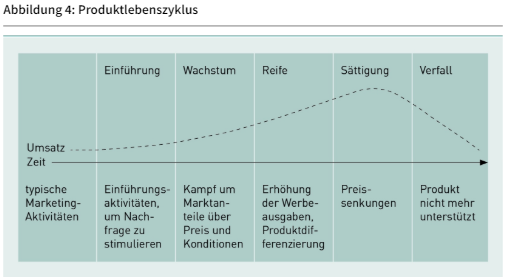 Abbildung 4: Produktlebenszyklus
Einführung
Wachstum
Reife
Sättigung
Verfall
Umsatz
Zeit
typische
Marketing-
Aktivitäten
Einführungs-
aktivitäten,
um Nach-
frage zu
stimulieren
Kampf um
Marktan-
teile über
Preis und
Konditionen
Erhöhung
der Werbe-
ausgaben,
Produktdif-
ferenzierung
Preis-
senkungen
Produkt
nicht mehr
unterstützt